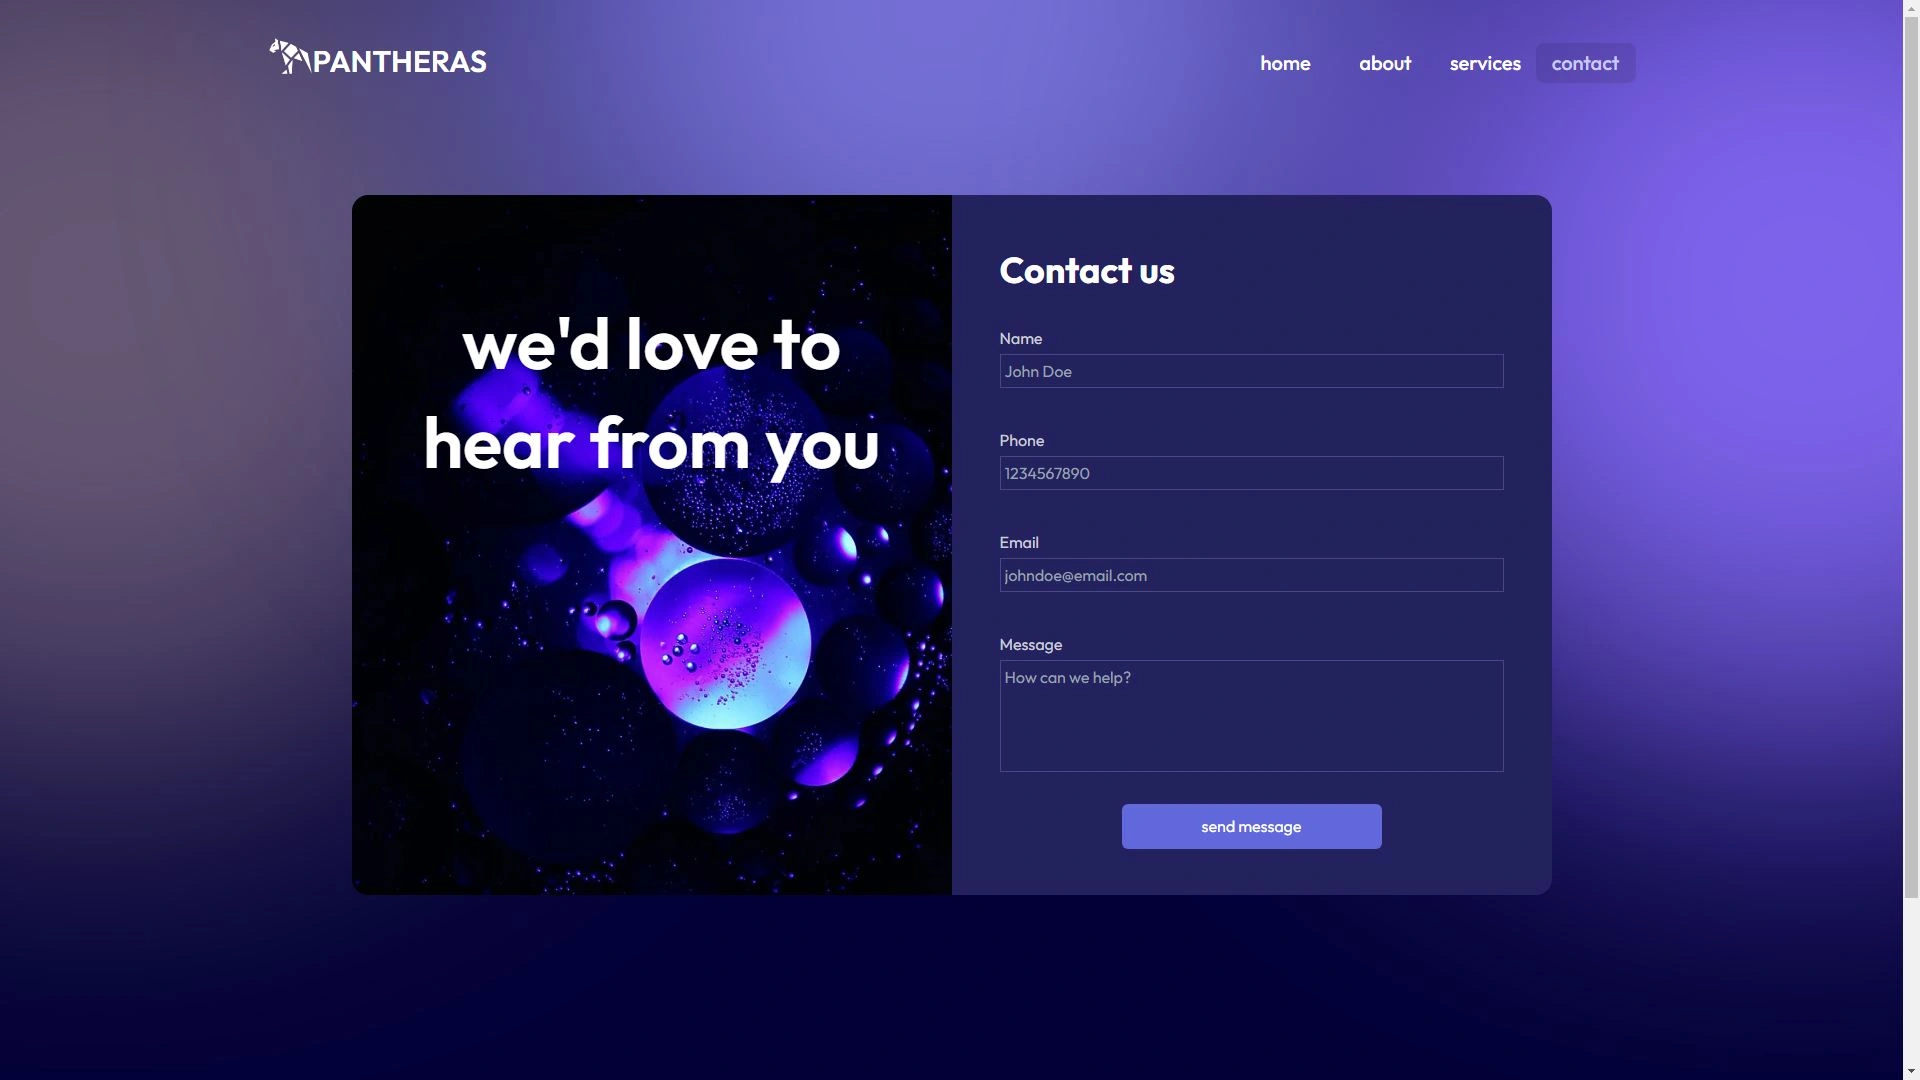 PANTHERAS
home about services contact
we'd love to
hear from you
Contact us
Name
John Doe
Phone
1234567890
Email
johndoe@email.com
Message
How can we help?
send message